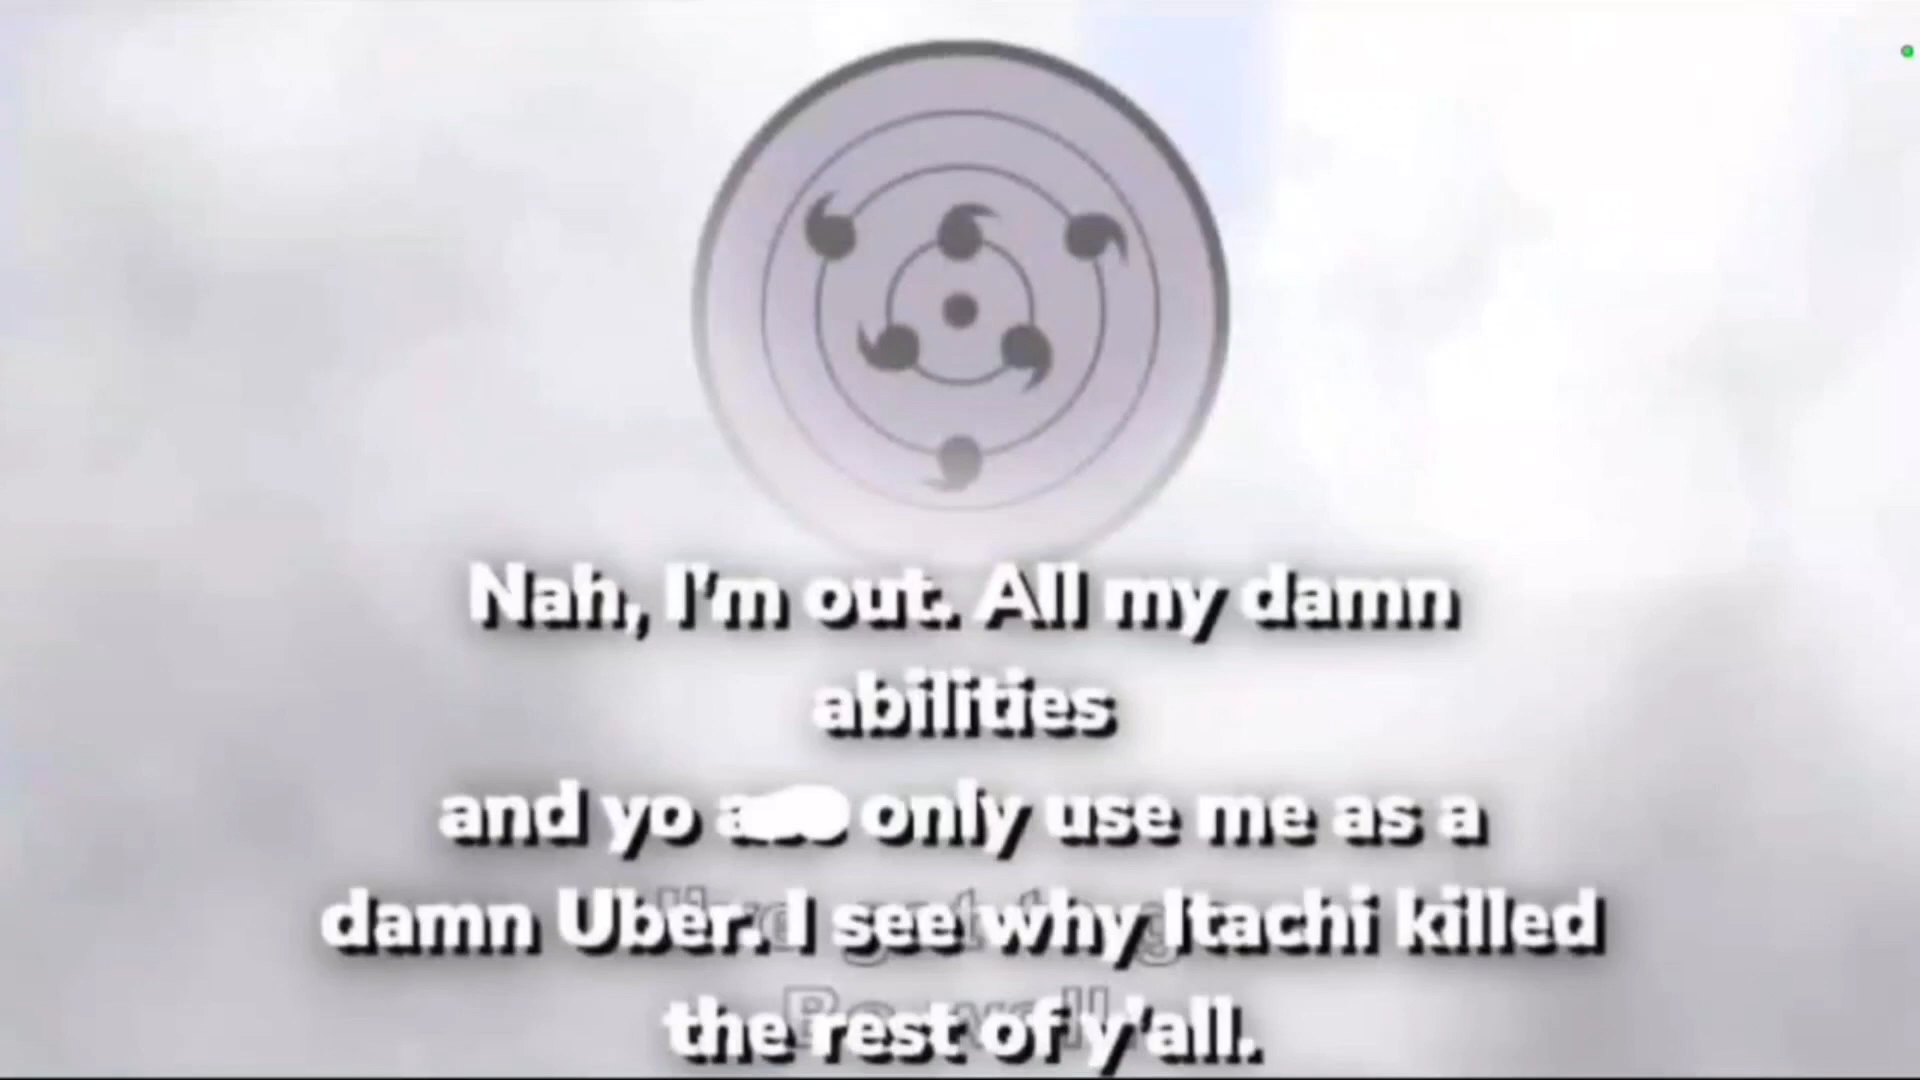 Nah, I'm out. All my damn
abilities
and yo only use me as a
damn Uber. I see why Itachi killed
the rest of y'all.